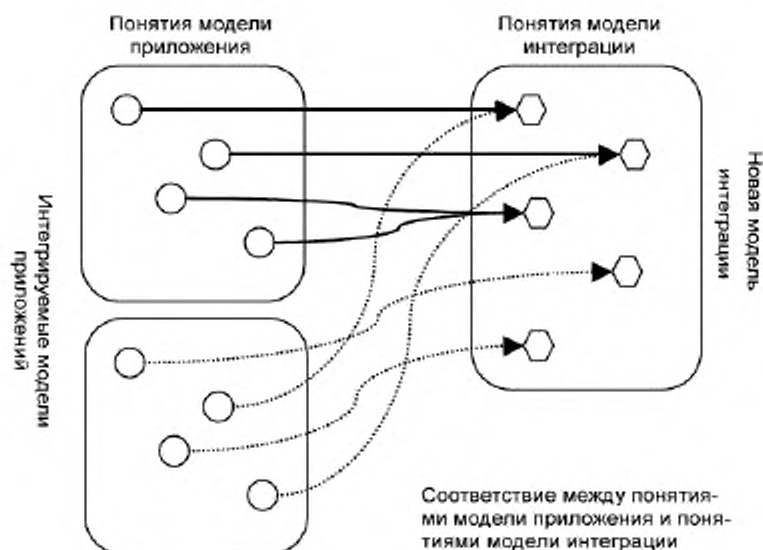 Понятия модели
приложения
Понятия модели
интеграции
Интегрируемые модели
приложений
Новая модель
интеграции
Соответствие между понятия-
ми модели приложения и поня-
тиями модели интеграции